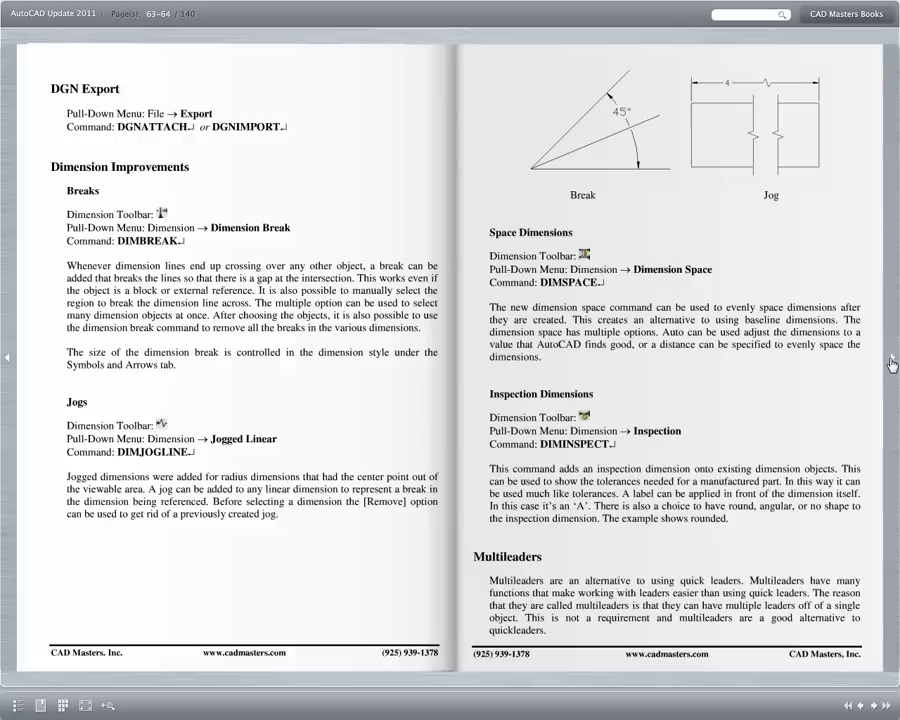 AutoCAD Update 2011
Page(s): 63-64 / 140
CAD Masters Books
DGN Export
Pull-Down Menu: File → Export
Command: DGNATTACH↵ or DGNIMPORT↵
Dimension Improvements
Breaks
Dimension Toolbar:
Pull-Down Menu: Dimension → Dimension Break
Command: DIMBREAK↵
Whenever dimension lines end up crossing over any other object, a break can be
added that breaks the lines so that there is a gap at the intersection. This works even if
the object is a block or external reference. It is also possible to manually select the
region to break the dimension line across. The multiple option can be used to select
many dimension objects at once. After choosing the objects, it is also possible to use
the dimension break command to remove all the breaks in the various dimensions.
The size of the dimension break is controlled in the dimension style under the
Symbols and Arrows tab.
Jogs
Dimension Toolbar:
Pull-Down Menu: Dimension → Jogged Linear
Command: DIMJOGLINE↵
Jogged dimensions were added for radius dimensions that had the center point out of
the viewable area. A jog can be added to any linear dimension to represent a break in
the dimension being referenced. Before selecting a dimension the [Remove] option
can be used to get rid of a previously created jog.
CAD Masters. Inc. www.cadmasters.com (925) 939-1378
45°
4
Break
Jog
Space Dimensions
Dimension Toolbar:
Pull-Down Menu: Dimension → Dimension Space
Command: DIMSPACE↵
The new dimension space command can be used to evenly space dimensions after
they are created. This creates an alternative to using baseline dimensions. The
dimension space has multiple options. Auto can be used adjust the dimensions to a
value that AutoCAD finds good, or a distance can be specified to evenly space the
dimensions.
Inspection Dimensions
Dimension Toolbar:
Pull-Down Menu: Dimension → Inspection
Command: DIMINSPECT↵
This command adds an inspection dimension onto existing dimension objects. This
can be used to show the tolerances needed for a manufactured part. In this way it can
be used much like tolerances. A label can be applied in front of the dimension itself.
In this case it's an 'A'. There is also a choice to have round, angular, or no shape to
the inspection dimension. The example shows rounded.
Multileaders
Multileaders are an alternative to using quick leaders. Multileaders have many
functions that make working with leaders easier than using quick leaders. The reason
that they are called multileaders is that they can have multiple leaders off of a single
object. This is not a requirement and multileaders are a good alternative to
quickleaders.
(925) 939-1378 www.cadmasters.com CAD Masters, Inc.